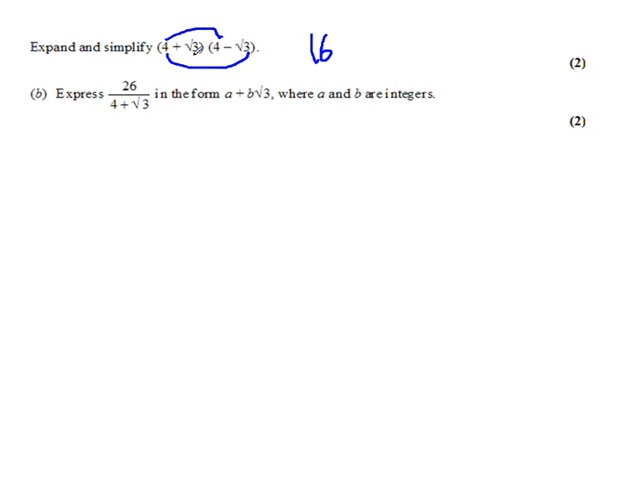 Expand and simplify (4 + √3) (4 − √3). 16
(2)
(b) Express 26/(4 + √3) in the form a + b√3, where a and b are integers.
(2)